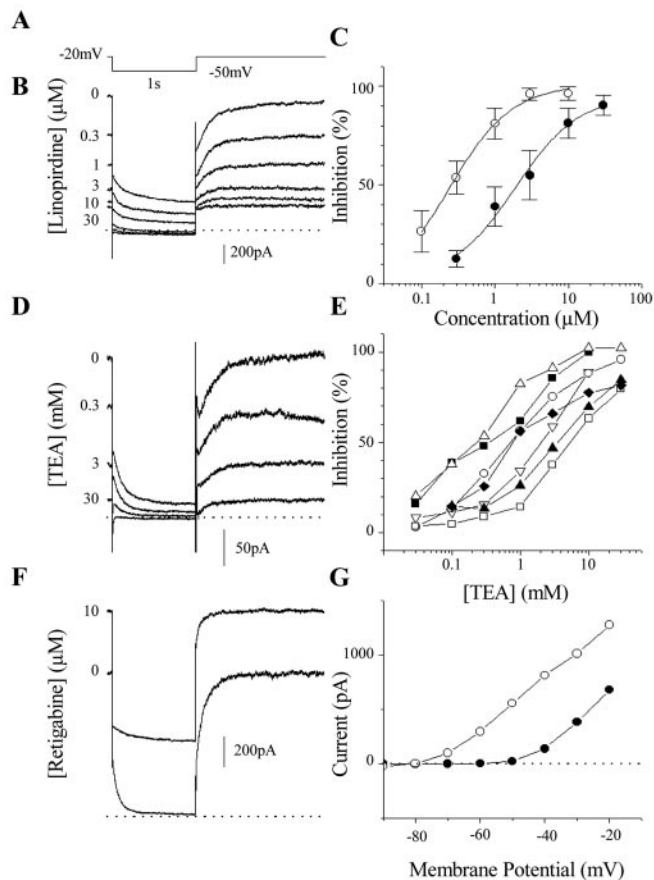 A
-20mV
1s
-50mV
B
[Linopirdine] (µM)
0
0.3
1
3
10
30
200pA
C
Inhibition (%)
100
50
0
0.1
1
10
100
Concentration (µM)
D
[TEA] (mM)
0
0.3
3
30
50pA
E
Inhibition (%)
100
50
0
0.1
1
10
[TEA] (mM)
F
[Retigabine] (µM)
10
0
200pA
G
Current (pA)
1000
0
-80
-60
-40
-20
Membrane Potential (mV)